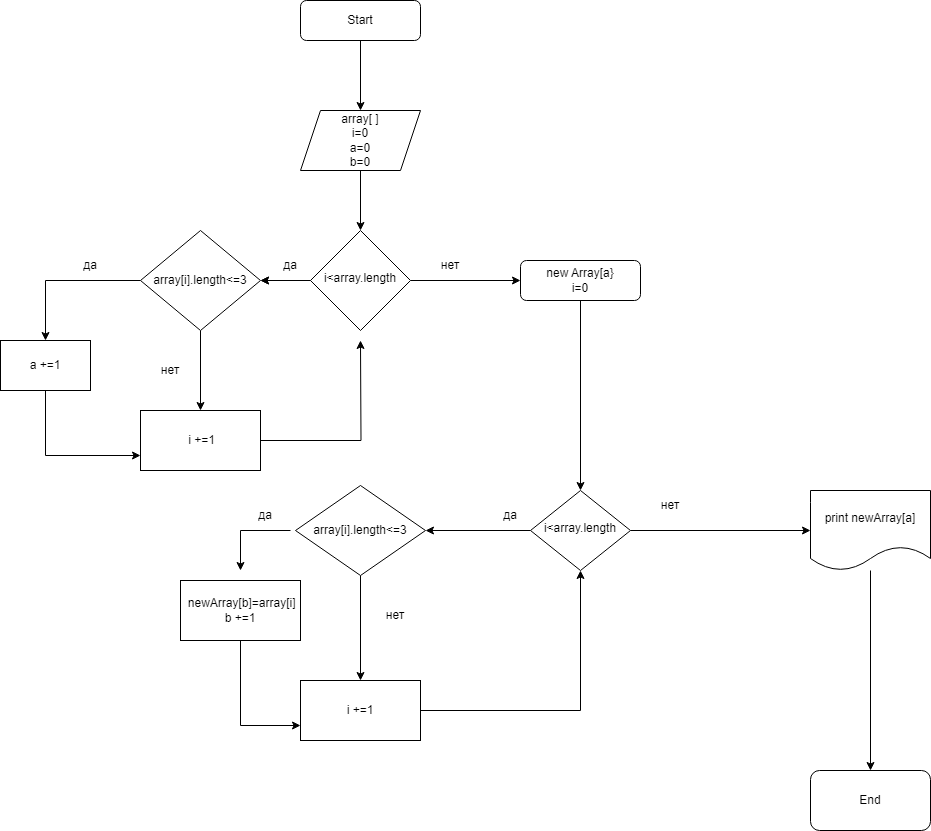 Start
array[ ]
i=0
a=0
b=0
да
array[i].length<=3
да
i<array.length
нет
new Array[a}
i=0
a +=1
нет
i +=1
да
array[i].length<=3
да
i<array.length
нет
print newArray[a]
newArray[b]=array[i]
b +=1
нет
i +=1
End